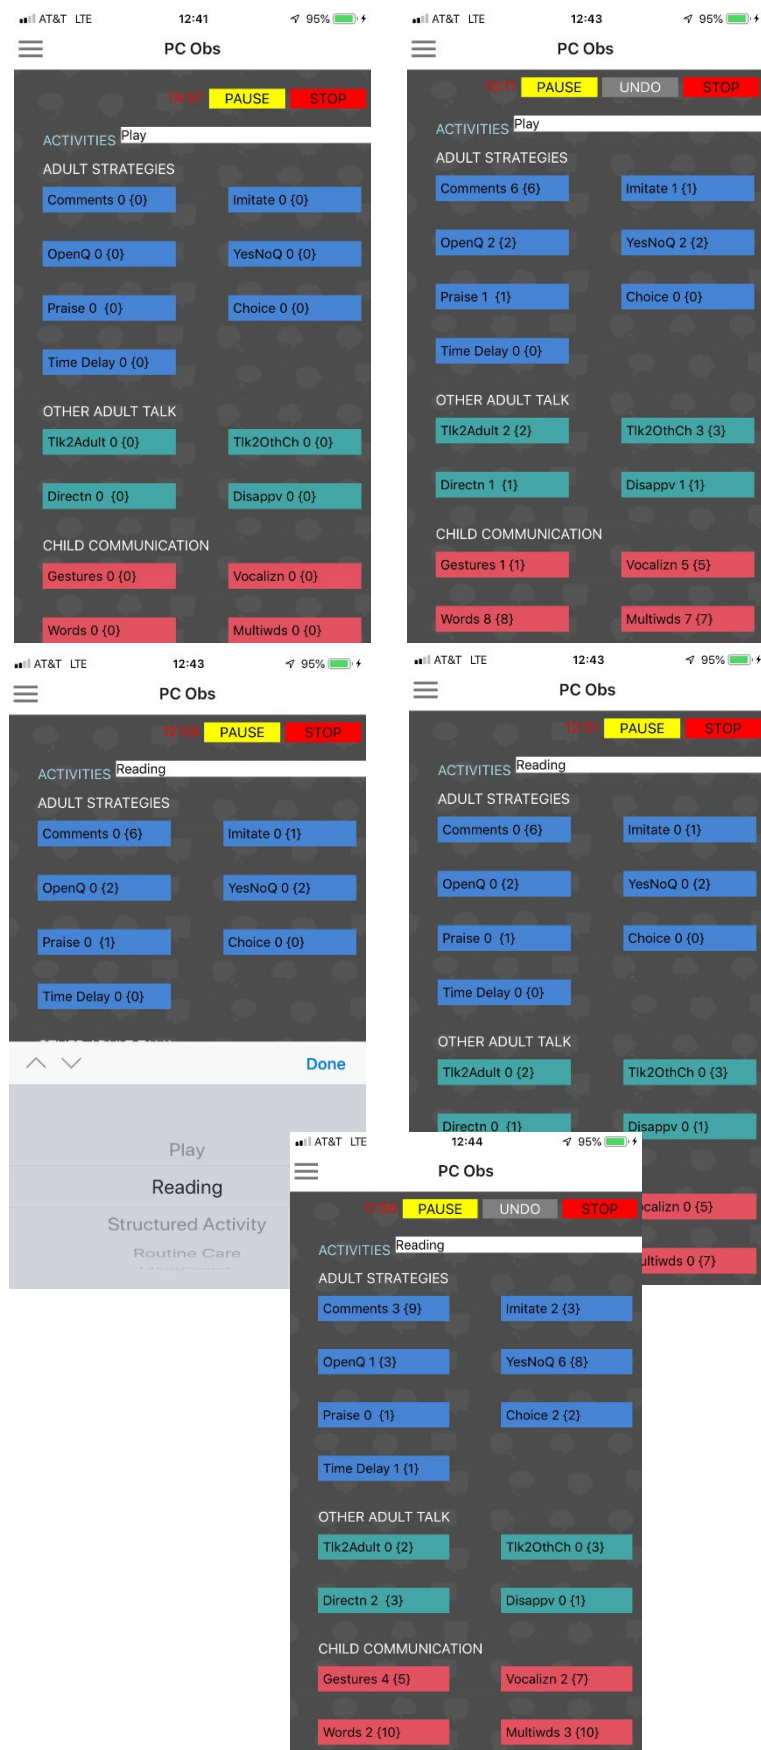 AT&T LTE 12:41 95%
PC Obs
14:57 PAUSE STOP
ACTIVITIES Play
ADULT STRATEGIES
Comments 0 {0} Imitate 0 {0}
OpenQ 0 {0} YesNoQ 0 {0}
Praise 0 {0} Choice 0 {0}
Time Delay 0 {0}
OTHER ADULT TALK
Tlk2Adult 0 {0} Tlk2OthCh 0 {0}
Directn 0 {0} Disappv 0 {0}
CHILD COMMUNICATION
Gestures 0 {0} Vocalizn 0 {0}
Words 0 {0} Multiwds 0 {0}
AT&T LTE 12:43 95%
PC Obs
PAUSE UNDO STOP
ACTIVITIES Play
ADULT STRATEGIES
Comments 6 {6} Imitate 1 {1}
OpenQ 2 {2} YesNoQ 2 {2}
Praise 1 {1} Choice 0 {0}
Time Delay 0 {0}
OTHER ADULT TALK
Tlk2Adult 2 {2} Tlk2OthCh 3 {3}
Directn 1 {1} Disappv 1 {1}
CHILD COMMUNICATION
Gestures 1 {1} Vocalizn 5 {5}
Words 8 {8} Multiwds 7 {7}
AT&T LTE 12:43 95%
PC Obs
PAUSE STOP
ACTIVITIES Reading
ADULT STRATEGIES
Comments 0 {6} Imitate 0 {1}
OpenQ 0 {2} YesNoQ 0 {2}
Praise 0 {1} Choice 0 {0}
Time Delay 0 {0}
Done
Play
Reading
Structured Activity
Routine Care
AT&T LTE 12:43 95%
PC Obs
PAUSE STOP
ACTIVITIES Reading
ADULT STRATEGIES
Comments 0 {6} Imitate 0 {1}
OpenQ 0 {2} YesNoQ 0 {2}
Praise 0 {1} Choice 0 {0}
Time Delay 0 {0}
OTHER ADULT TALK
Tlk2Adult 0 {2} Tlk2OthCh 0 {3}
Directn 0 {1} Disappv 0 {1}
ocalizn 0 {5}
ultiwds 0 {7}
AT&T LTE 12:44 95%
PC Obs
PAUSE UNDO STOP
ACTIVITIES Reading
ADULT STRATEGIES
Comments 3 {9} Imitate 2 {3}
OpenQ 1 {3} YesNoQ 6 {8}
Praise 0 {1} Choice 2 {2}
Time Delay 1 {1}
OTHER ADULT TALK
Tlk2Adult 0 {2} Tlk2OthCh 0 {3}
Directn 2 {3} Disappv 0 {1}
CHILD COMMUNICATION
Gestures 4 {5} Vocalizn 2 {7}
Words 2 {10} Multiwds 3 {10}